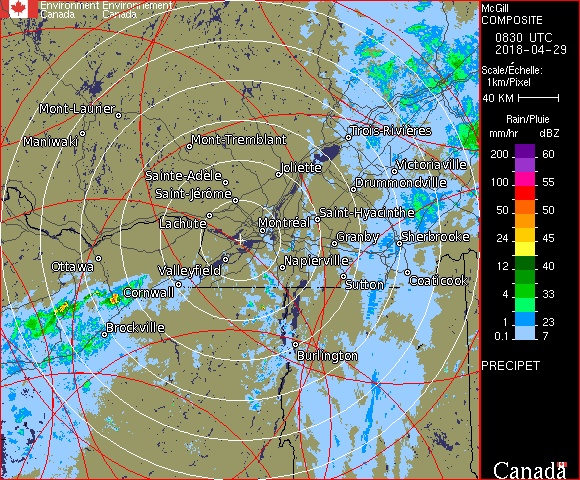 Environment Environnement
Canada Canada
McGill
COMPOSITE
0830 UTC
2018-04-29
Scale/Échelle:
1km/Pixel
40 KM
Rain/Pluie
mm/hr dBZ
200 60
100 55
50 50
24 45
12 40
4 33
1 23
0.1 7
PRECIPET
Canada
Mont-Laurier
Maniwaki
Mont-Tremblant
Trois-Rivières
Joliette
Victoriaville
Sainte-Adèle
Drummondville
Saint-Jérôme
Lachute
Saint-Hyacinthe
Montréal
Granby
Sherbrooke
Ottawa
Valleyfield
Napierville
Coaticook
Sutton
Cornwall
Brockville
Burlington